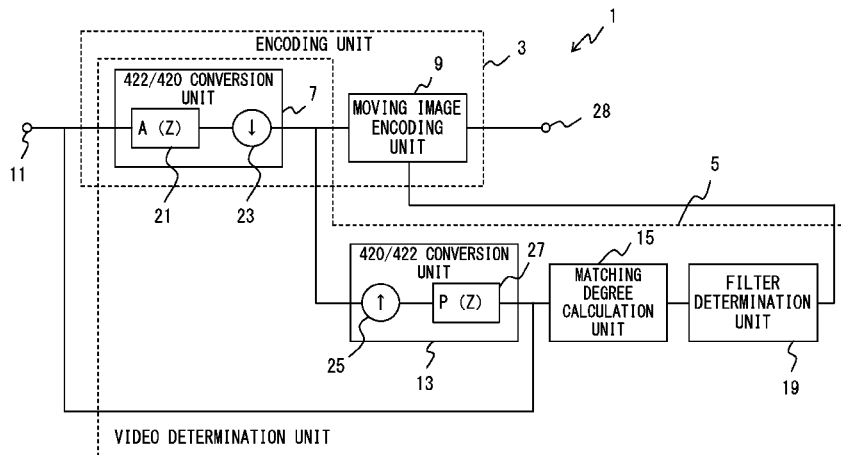 ENCODING UNIT
1
3
422/420 CONVERSION
UNIT
7
9
MOVING IMAGE
ENCODING
UNIT
A (Z)
↓
28
11
21
23
5
420/422 CONVERSION
UNIT
27
15
↑
P (Z)
MATCHING
DEGREE
CALCULATION
UNIT
FILTER
DETERMINATION
UNIT
25
13
19
VIDEO DETERMINATION UNIT